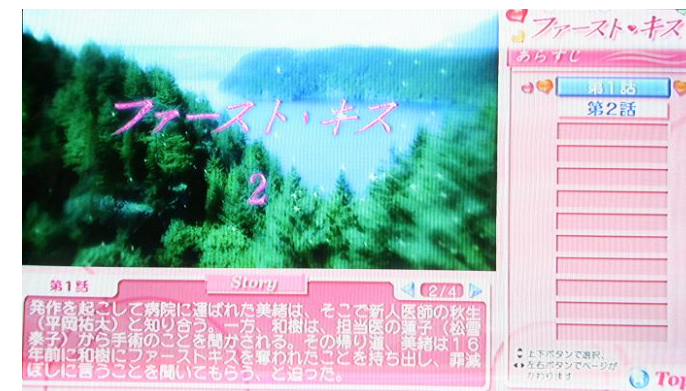 ファースト・キス
2
ファースト・キス
あらすじ
第1話
第2話
第1話
Story
2/4
発作を起こして病院に運ばれた美緒は、そこで新人医師の秋生
(平岡祐太)と知り合う。一方、和樹は、担当医の蓮子(松雪
泰子)から手術のことを聞かされる。その帰り道、美緒は16
年前に和樹にファーストキスを奪われたことを持ち出し、罪滅
ぼしに言うことを聞いてもらう、と迫った。
上下ボタンで選択、
左右ボタンでページが
かわります
Top